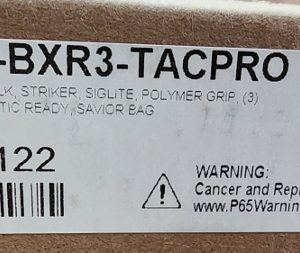 -BXR3-TACPRO
LK, STRIKER, SIGLITE, POLYMER GRIP, (3)
TIC READY, SAVIOR BAG
122
WARNING:
Cancer and Rep
www.P65Warnin